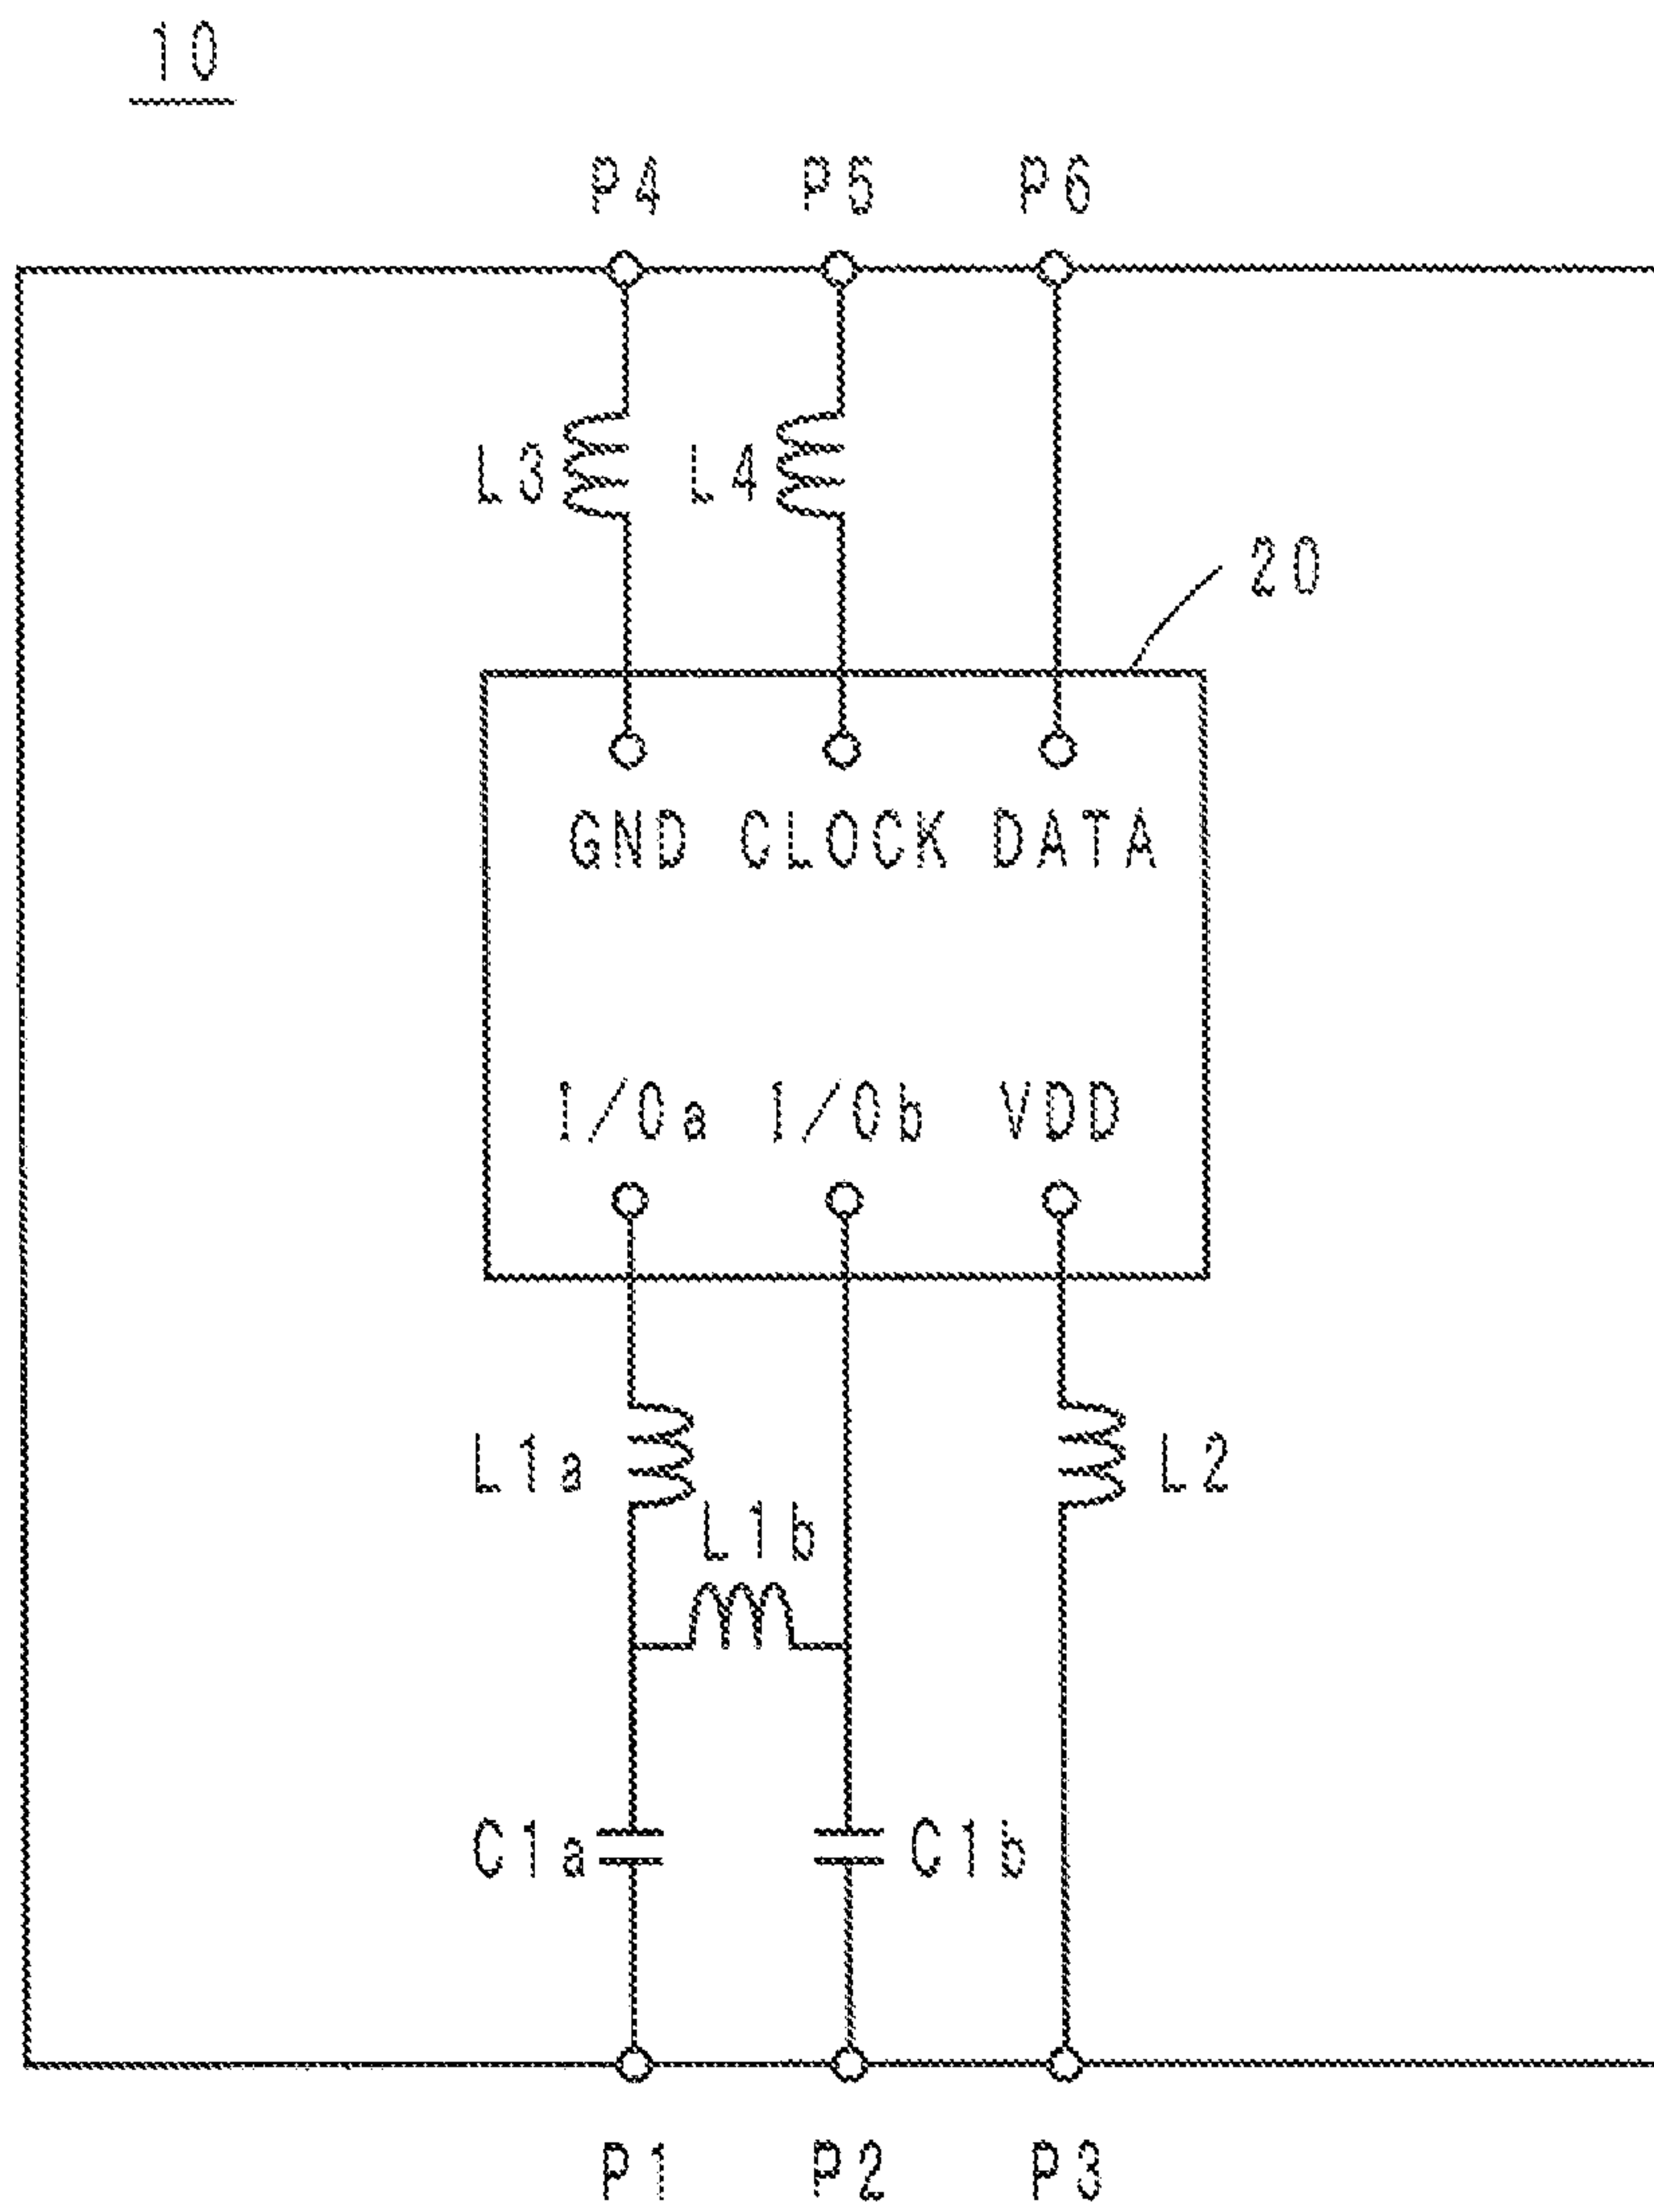 10
P4 P5 P6
L3 L4
20
GND CLOCK DATA
I/Oa I/Ob VDD
L1a L2
L1b
C1a C1b
P1 P2 P3